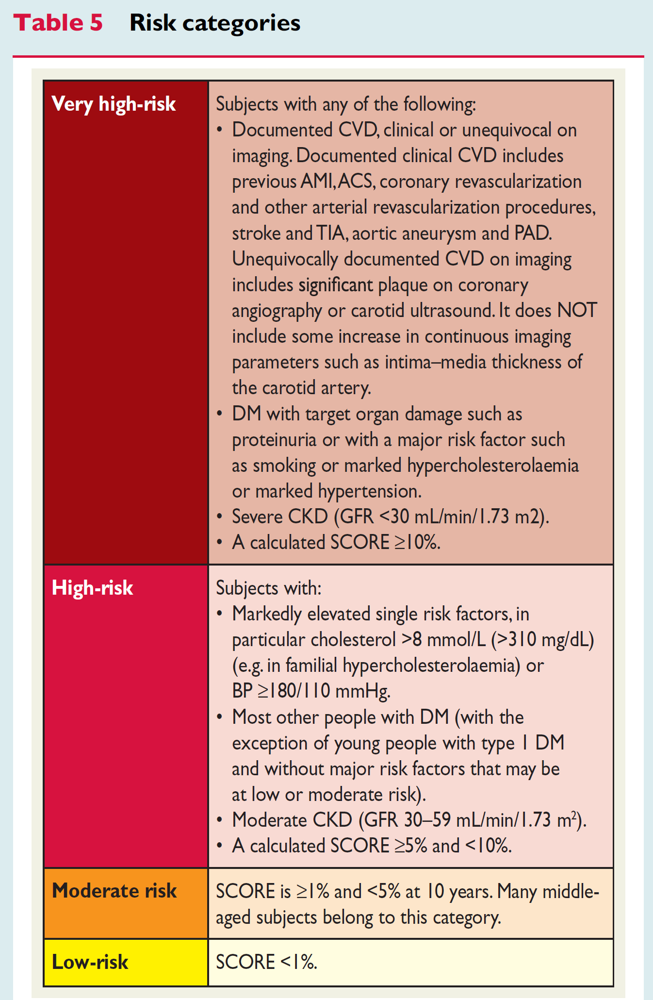 Table 5 Risk categories
Very high-risk
Subjects with any of the following:
• Documented CVD, clinical or unequivocal on
imaging. Documented clinical CVD includes
previous AMI, ACS, coronary revascularization
and other arterial revascularization procedures,
stroke and TIA, aortic aneurysm and PAD.
Unequivocally documented CVD on imaging
includes significant plaque on coronary
angiography or carotid ultrasound. It does NOT
include some increase in continuous imaging
parameters such as intima–media thickness of
the carotid artery.
• DM with target organ damage such as
proteinuria or with a major risk factor such
as smoking or marked hypercholesterolaemia
or marked hypertension.
• Severe CKD (GFR <30 mL/min/1.73 m2).
• A calculated SCORE ≥10%.
High-risk
Subjects with:
• Markedly elevated single risk factors, in
particular cholesterol >8 mmol/L (>310 mg/dL)
(e.g. in familial hypercholesterolaemia) or
BP ≥180/110 mmHg.
• Most other people with DM (with the
exception of young people with type 1 DM
and without major risk factors that may be
at low or moderate risk).
• Moderate CKD (GFR 30–59 mL/min/1.73 m²).
• A calculated SCORE ≥5% and <10%.
Moderate risk
SCORE is ≥1% and <5% at 10 years. Many middle-
aged subjects belong to this category.
Low-risk
SCORE <1%.